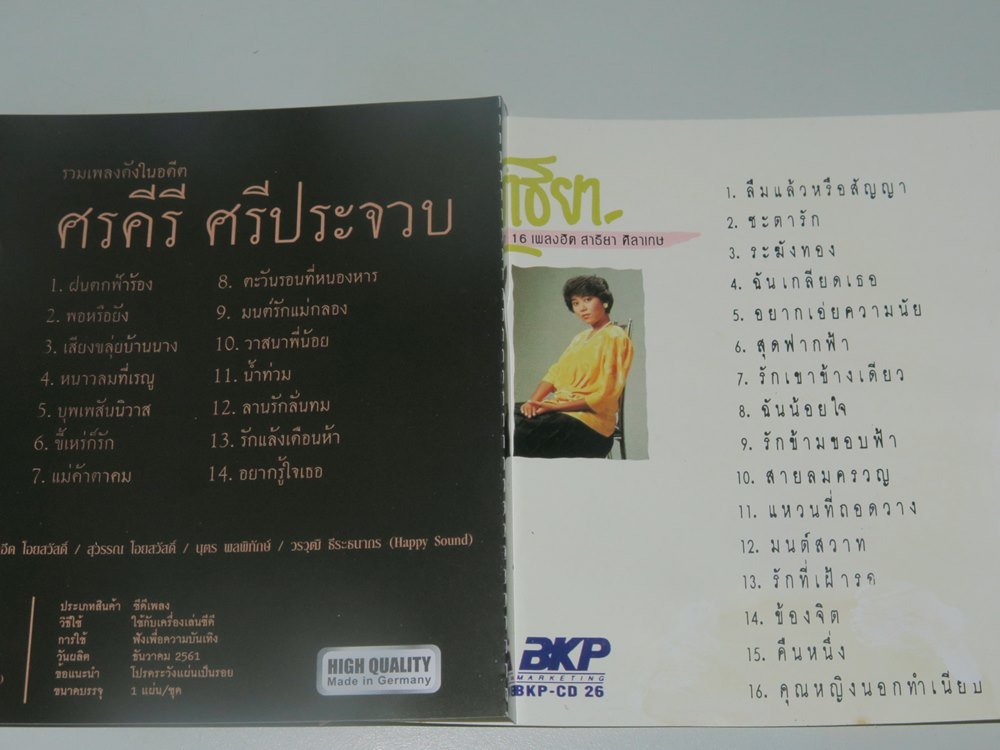 รวมเพลงดังในอดีต
ศรคีรี ศรีประจวบ
1. ฝนตกฟ้าร้อง
2. พอหรือยัง
3. เสียงขลุ่ยบ้านนาง
4. หนาวลมที่เรณู
5. บุพเพสันนิวาส
6. ขี้เหร่ก็รัก
7. แม่ค้าตาคม
8. ตะวันรอนที่หนองหาร
9. มนต์รักแม่กลอง
10. วาสนาพี่น้อย
11. น้ำท่วม
12. ลานรักลั่นทม
13. รักแล้งเดือนห้า
14. อยากรู้ใจเธอ
โอยสวัสดิ์ / สุวรรณ โอยสวัสดิ์ / บุตร พลพิทักษ์ / วรวุฒิ ธีระธนากร (Happy Sound)
ประเภทสินค้า ซีดีเพลง
วิธีใช้ ใช้กับเครื่องเล่นซีดี
การใช้ ฟังเพื่อความบันเทิง
วันผลิต ธันวาคม 2561
ข้อแนะนำ โปรดระวังแผ่นเป็นรอย
ขนาดบรรจุ 1 แผ่น/ชุด
HIGH QUALITY
Made in Germany
าธิยา
16 เพลงฮิต สาธิยา ศิลาเกษ
1. ลืมแล้วหรือสัญญา
2. ชะตารัก
3. ระฆังทอง
4. ฉันเกลียดเธอ
5. อยากเอ่ยความนัย
6. สุดฟากฟ้า
7. รักเขาข้างเดียว
8. ฉันน้อยใจ
9. รักข้ามขอบฟ้า
10. สายลมครวญ
11. แหวนที่ถอดวาง
12. มนต์สวาท
13. รักที่เฝ้ารอ
14. ข้องจิต
15. คืนหนึ่ง
16. คุณหญิงนอกทำเนียบ
BKP
MARKETING
BKP-CD 26